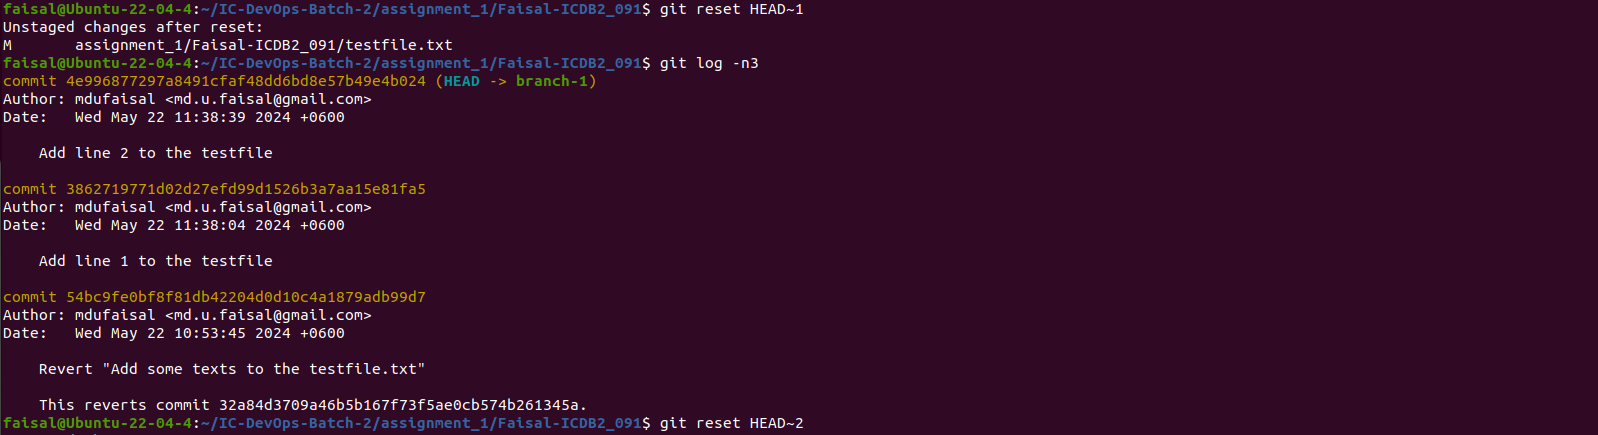 faisal@Ubuntu-22-04-4:~/IC-DevOps-Batch-2/assignment_1/Faisal-ICDB2_091$ git reset HEAD~1
Unstaged changes after reset:
M       assignment_1/Faisal-ICDB2_091/testfile.txt
faisal@Ubuntu-22-04-4:~/IC-DevOps-Batch-2/assignment_1/Faisal-ICDB2_091$ git log -n3
commit 4e996877297a8491cfaf48dd6bd8e57b49e4b024 (HEAD -> branch-1)
Author: mdufaisal <md.u.faisal@gmail.com>
Date:   Wed May 22 11:38:39 2024 +0600
    Add line 2 to the testfile
commit 3862719771d02d27efd99d1526b3a7aa15e81fa5
Author: mdufaisal <md.u.faisal@gmail.com>
Date:   Wed May 22 11:38:04 2024 +0600
    Add line 1 to the testfile
commit 54bc9fe0bf8f81db42204d0d10c4a1879adb99d7
Author: mdufaisal <md.u.faisal@gmail.com>
Date:   Wed May 22 10:53:45 2024 +0600
    Revert "Add some texts to the testfile.txt"
    This reverts commit 32a84d3709a46b5b167f73f5ae0cb574b261345a.
faisal@Ubuntu-22-04-4:~/IC-DevOps-Batch-2/assignment_1/Faisal-ICDB2_091$ git reset HEAD~2